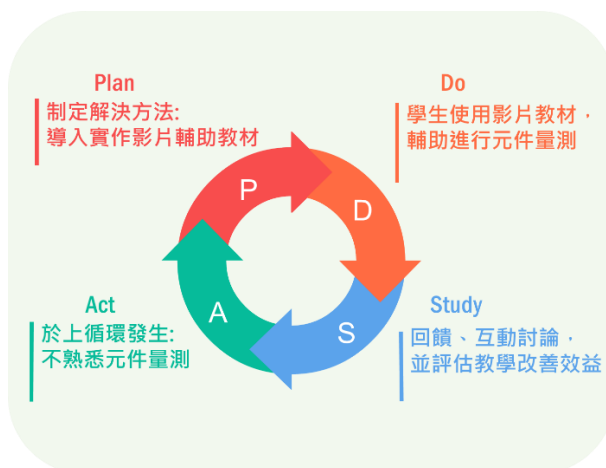 Plan
制定解決方法:
導入實作影片輔助教材
Do
學生使用影片教材，
輔助進行元件量測
P
D
A
S
Act
於上循環發生:
不熟悉元件量測
Study
回饋、互動討論，
並評估教學改善效益